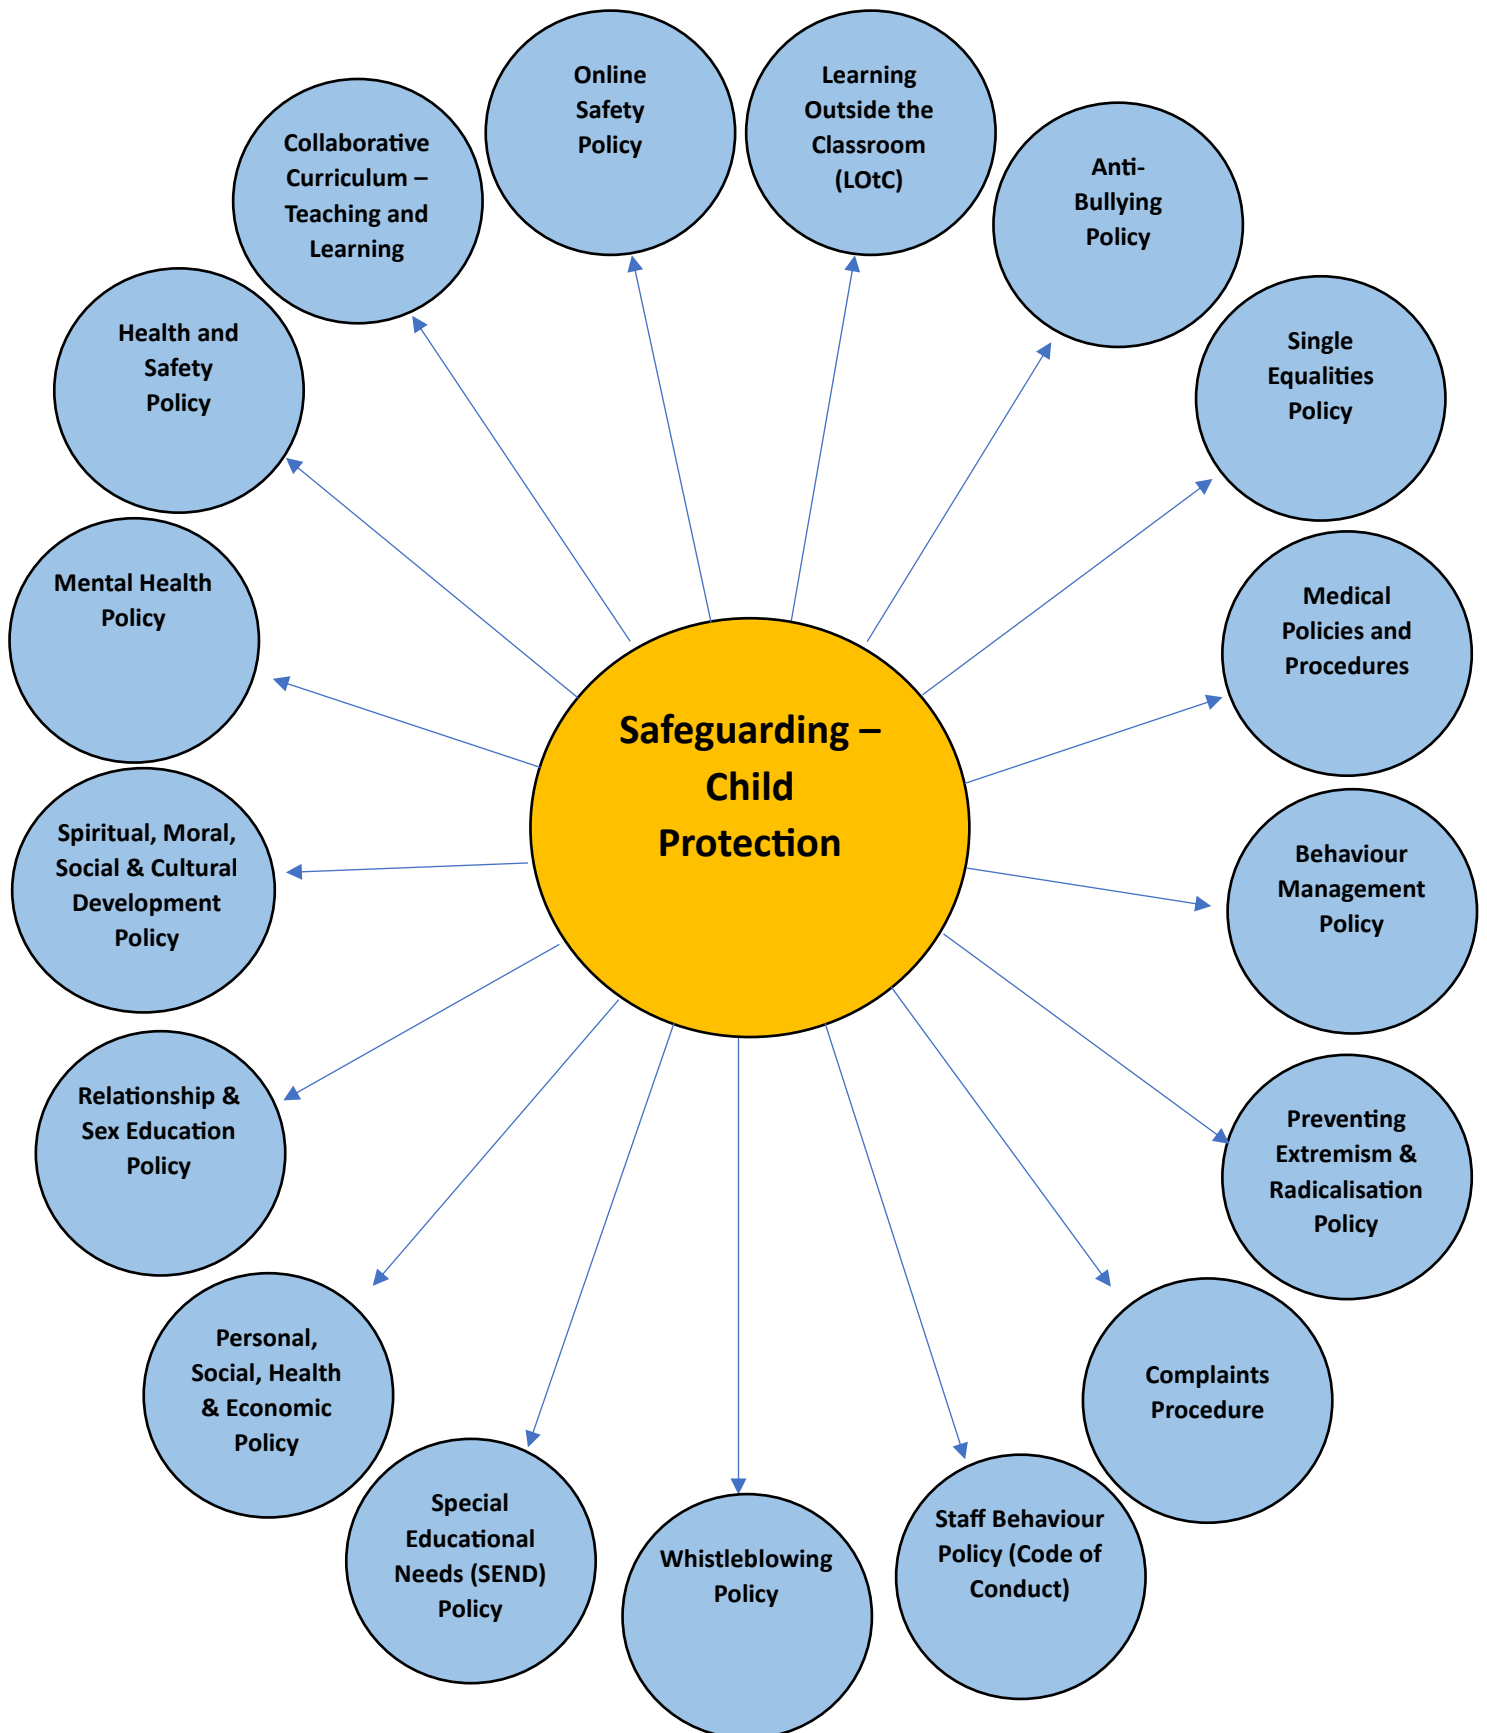 Online
Safety
Policy
Learning
Outside the
Classroom
(LOtC)
Collaborative
Curriculum –
Teaching and
Learning
Anti-
Bullying
Policy
Health and
Safety
Policy
Single
Equalities
Policy
Mental Health
Policy
Medical
Policies and
Procedures
Safeguarding –
Child
Protection
Spiritual, Moral,
Social & Cultural
Development
Policy
Behaviour
Management
Policy
Relationship &
Sex Education
Policy
Preventing
Extremism &
Radicalisation
Policy
Personal,
Social, Health
& Economic
Policy
Complaints
Procedure
Special
Educational
Needs (SEND)
Policy
Whistleblowing
Policy
Staff Behaviour
Policy (Code of
Conduct)